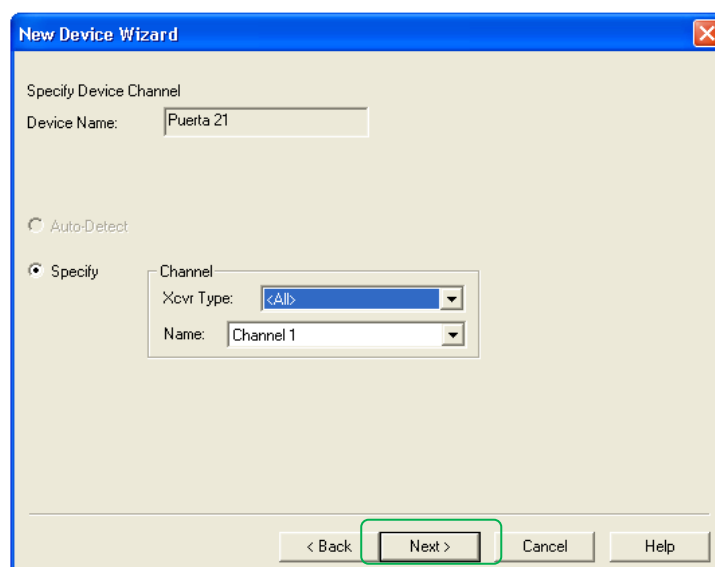 New Device Wizard
Specify Device Channel
Device Name: Puerta 21
Auto-Detect
Specify
Channel
Xcvr Type: <All>
Name: Channel 1
< Back Next > Cancel Help